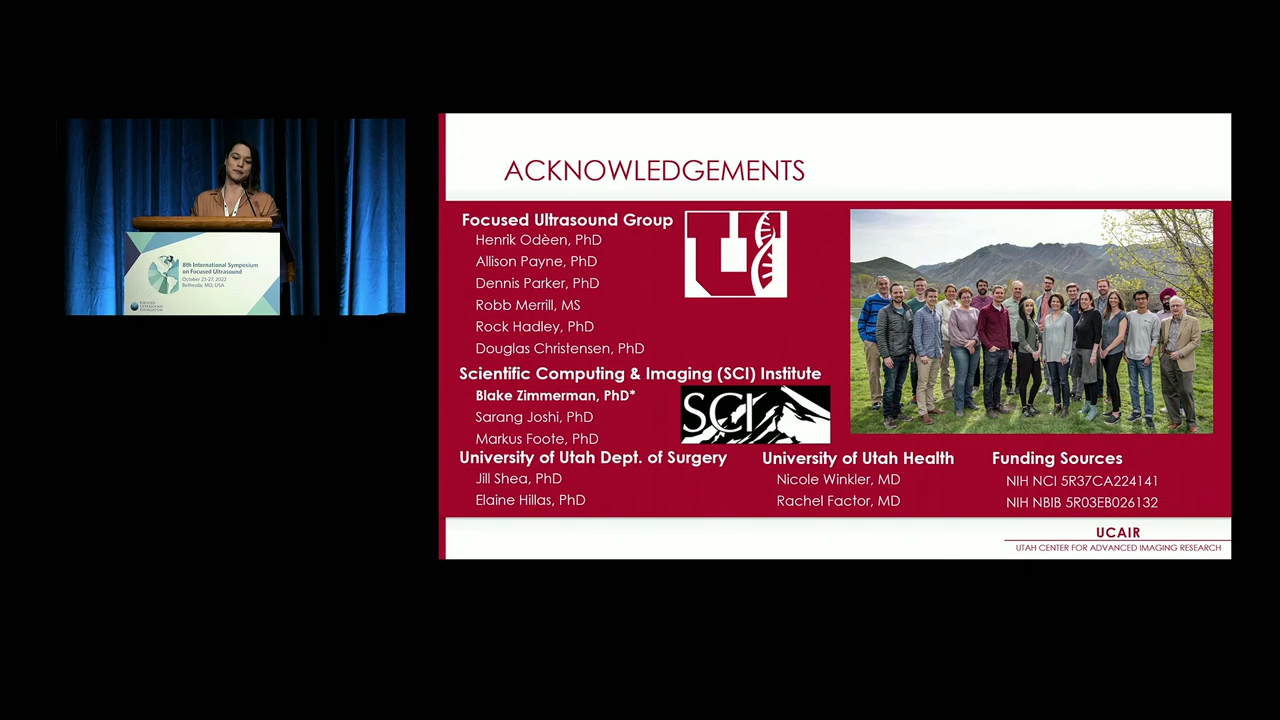 8th International Symposium
on Focused Ultrasound
October 23-27, 2022
Bethesda, MD, USA
FOCUSED
ULTRASOUND
FOUNDATION
ACKNOWLEDGEMENTS
Focused Ultrasound Group
Henrik Odèen, PhD
Allison Payne, PhD
Dennis Parker, PhD
Robb Merrill, MS
Rock Hadley, PhD
Douglas Christensen, PhD
U
Scientific Computing & Imaging (SCI) Institute
Blake Zimmerman, PhD*
Sarang Joshi, PhD
Markus Foote, PhD
SCI
University of Utah Dept. of Surgery
Jill Shea, PhD
Elaine Hillas, PhD
University of Utah Health
Nicole Winkler, MD
Rachel Factor, MD
Funding Sources
NIH NCI 5R37CA224141
NIH NBIB 5R03EB026132
UCAIR
UTAH CENTER FOR ADVANCED IMAGING RESEARCH